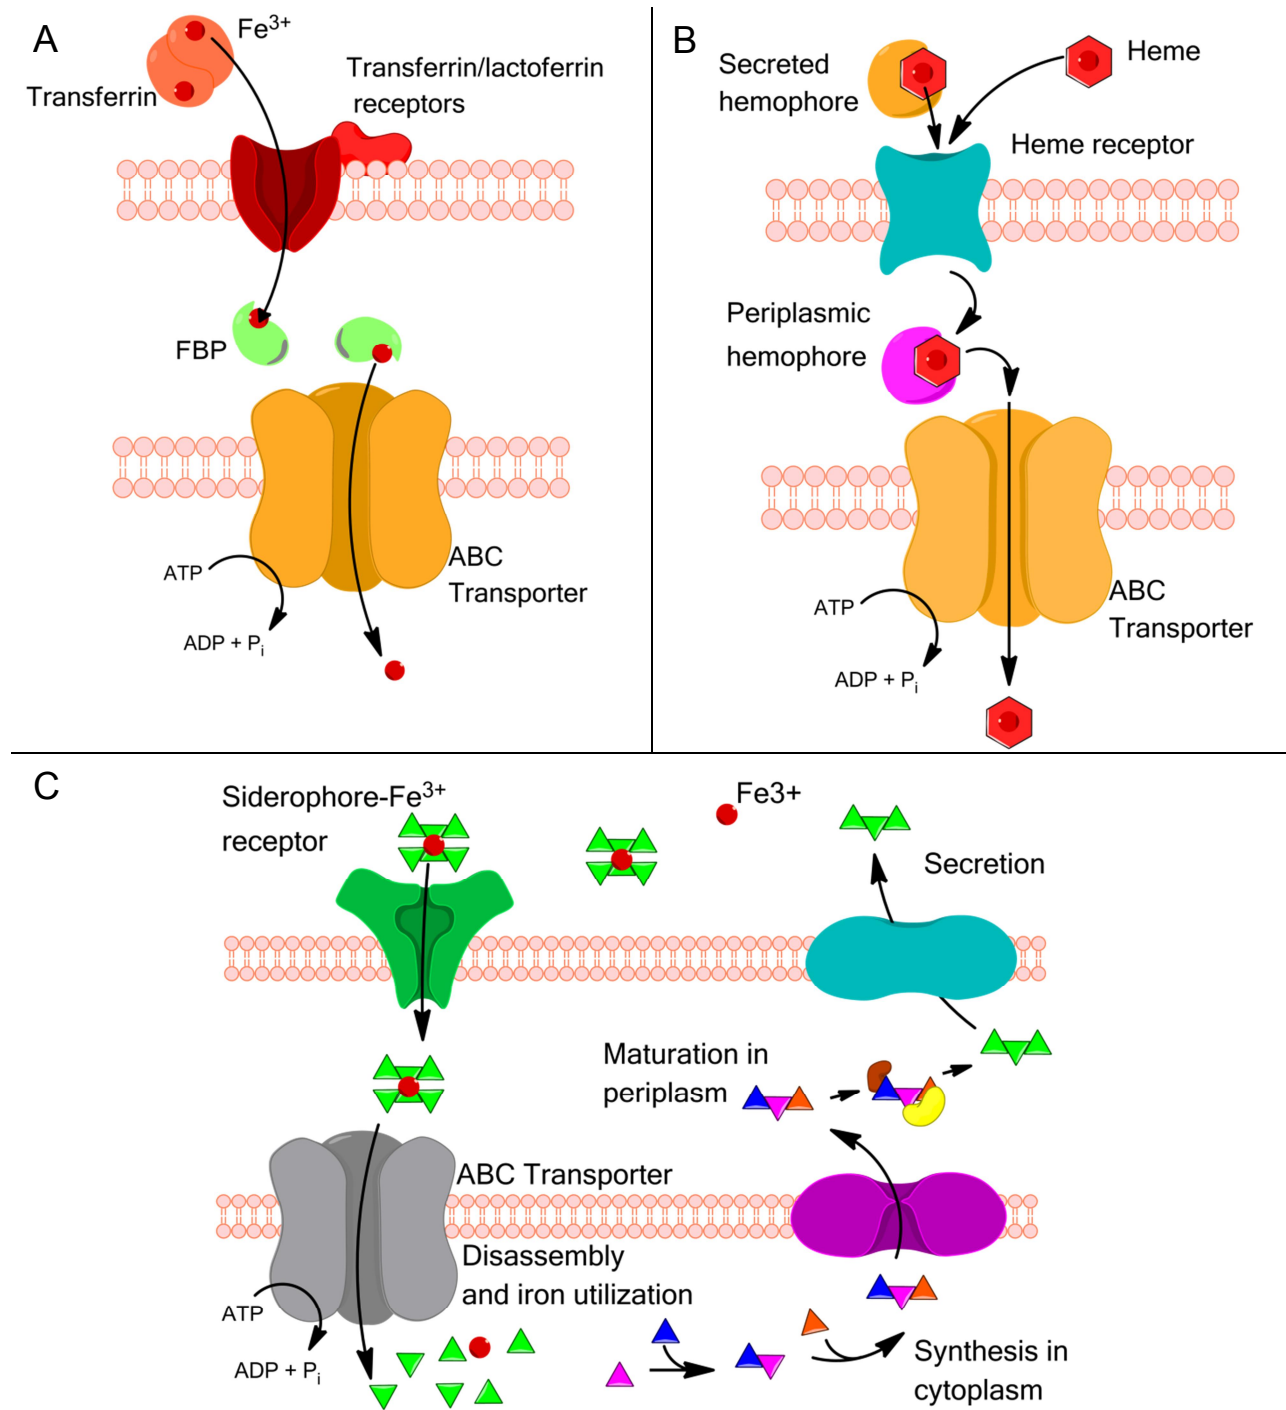 A
Fe³⁺
Transferrin
Transferrin/lactoferrin
receptors
FBP
ABC
Transporter
ATP
ADP + Pᵢ
B
Secreted
hemophore
Heme
Heme receptor
Periplasmic
hemophore
ABC
Transporter
ATP
ADP + Pᵢ
C
Siderophore-Fe³⁺
receptor
Fe3+
Secretion
Maturation in
periplasm
ABC Transporter
Disassembly
and iron utilization
ATP
ADP + Pᵢ
Synthesis in
cytoplasm